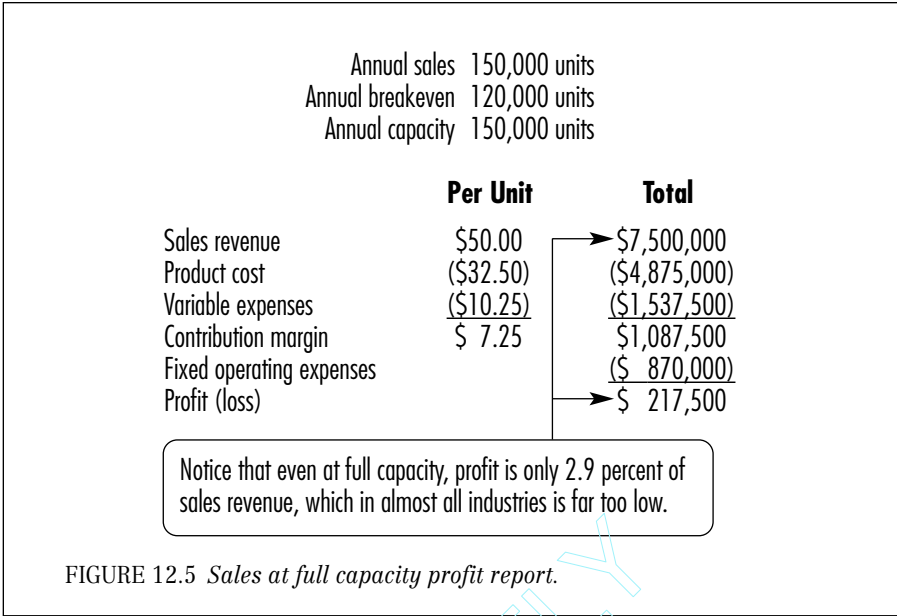 Annual sales 150,000 units
Annual breakeven 120,000 units
Annual capacity 150,000 units
Per Unit Total
Sales revenue $50.00 $7,500,000
Product cost ($32.50) ($4,875,000)
Variable expenses ($10.25) ($1,537,500)
Contribution margin $ 7.25 $1,087,500
Fixed operating expenses ($ 870,000)
Profit (loss) $ 217,500
Notice that even at full capacity, profit is only 2.9 percent of
sales revenue, which in almost all industries is far too low.
FIGURE 12.5 Sales at full capacity profit report.